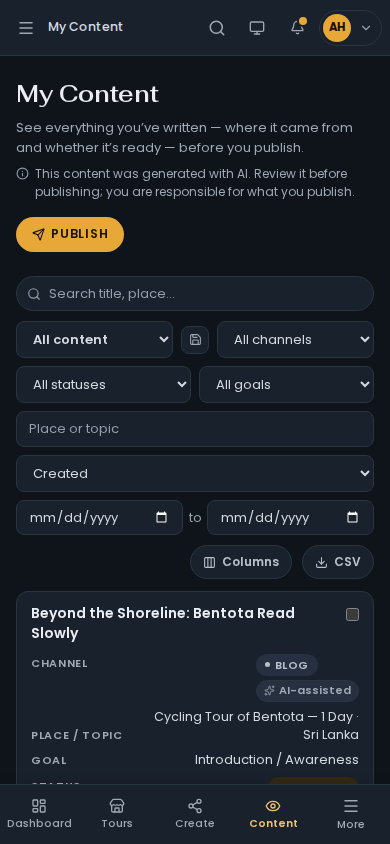 My Content
AH
My Content
See everything you've written — where it came from
and whether it's ready — before you publish.
This content was generated with AI. Review it before
publishing; you are responsible for what you publish.
PUBLISH
Search title, place...
All content
All channels
All statuses
All goals
Place or topic
Created
mm/dd/yyyy to mm/dd/yyyy
Columns
CSV
Beyond the Shoreline: Bentota Read
Slowly
CHANNEL
BLOG
AI-assisted
Cycling Tour of Bentota — 1 Day ·
PLACE / TOPIC Sri Lanka
GOAL Introduction / Awareness
STATUS
Dashboard Tours Create Content More